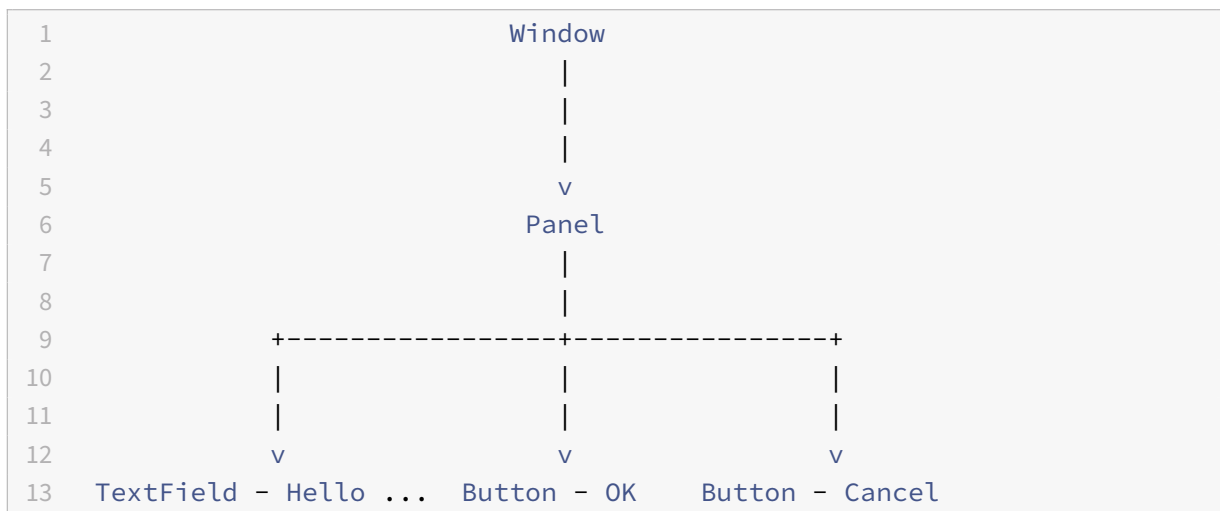 1 Window
2 |
3 |
4 |
5 v
6 Panel
7 |
8 |
9 +-----------------+----------------+
10 | | |
11 | | |
12 v v v
13 TextField - Hello ... Button - OK Button - Cancel